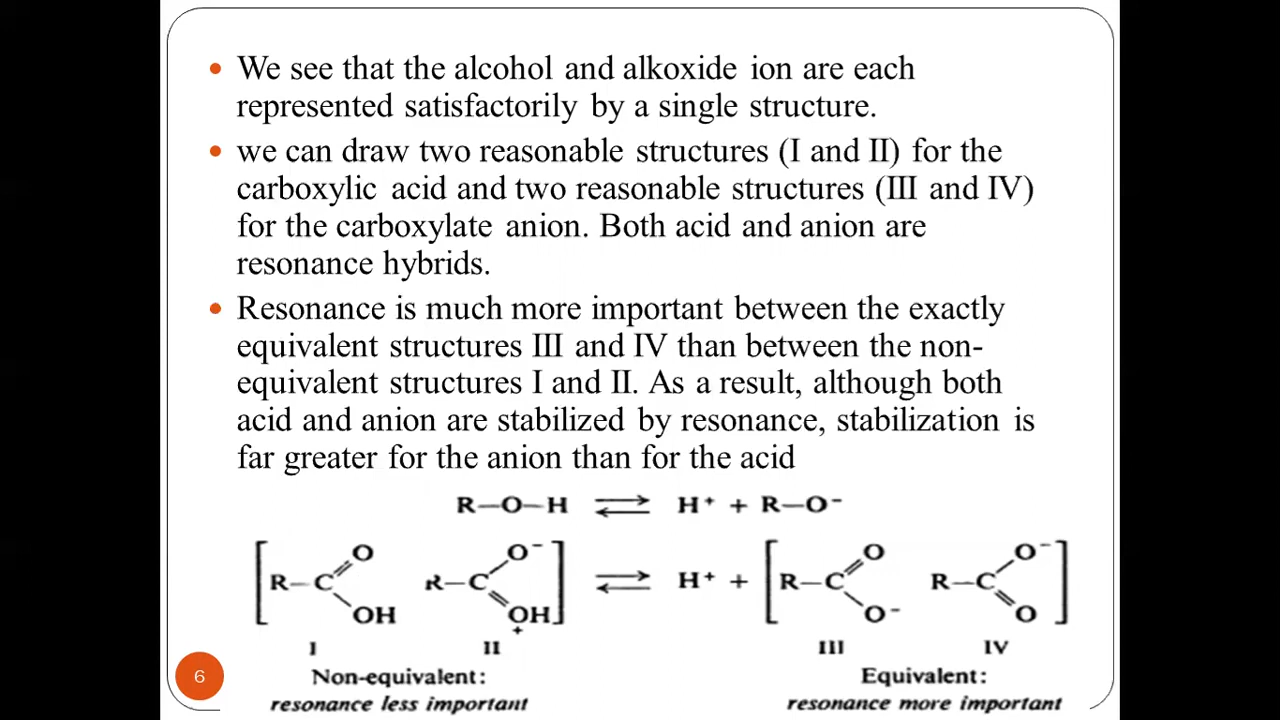 • We see that the alcohol and alkoxide ion are each
represented satisfactorily by a single structure.
• we can draw two reasonable structures (I and II) for the
carboxylic acid and two reasonable structures (III and IV)
for the carboxylate anion. Both acid and anion are
resonance hybrids.
• Resonance is much more important between the exactly
equivalent structures III and IV than between the non-
equivalent structures I and II. As a result, although both
acid and anion are stabilized by resonance, stabilization is
far greater for the anion than for the acid
R—O—H ⇌ H⁺ + R—O⁻
O O⁻ O O⁻
R—C R—C ⇌ H⁺ + R—C R—C
OH OH O⁻ O
+
I II III IV
6
Non-equivalent: Equivalent:
resonance less important resonance more important